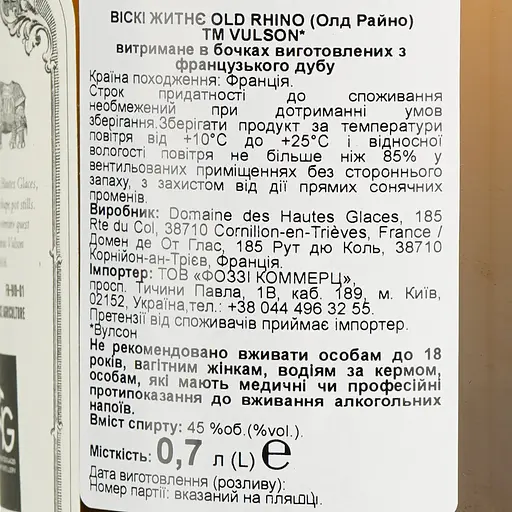 ВІСКІ ЖИТНЄ OLD RHINO (Олд Райно)
ТМ VULSON*
витримане в бочках виготовлених з
французького дубу
Країна походження: Франція.
Строк придатності до споживання
необмежений при дотриманні умов
зберігання.Зберігати продукт за температури
повітря від +10°С до +25°С і відносної
вологості повітря не більше ніж 85% у
вентильованих приміщеннях без стороннього
запаху, з захистом від дії прямих сонячних
променів.
Виробник: Domaine des Hautes Glaces, 185
Rte du Col, 38710 Cornillon-en-Trièves, France /
Домен де От Глас, 185 Рут дю Коль, 38710
Корнійон-ан-Трієв, Франція.
Імпортер: ТОВ «ФОЗЗІ КОММЕРЦ»,
просп. Тичини Павла, 1В, каб. 189, м. Київ,
02152, Україна,тел.: +38 044 496 32 55.
Претензії від споживачів приймає імпортер.
*Вулсон
Не рекомендовано вживати особам до 18
років, вагітним жінкам, водіям за кермом,
особам, які мають медичні чи професійні
протипоказання до вживання алкогольних
напоїв.
Вміст спирту: 45 %об.(%vol.).
Місткість: 0,7 л (L) ℮
Дата виготовлення (розливу):
Номер партії: вказаний на пляшці.
Hautes Glaces,
pot stills.